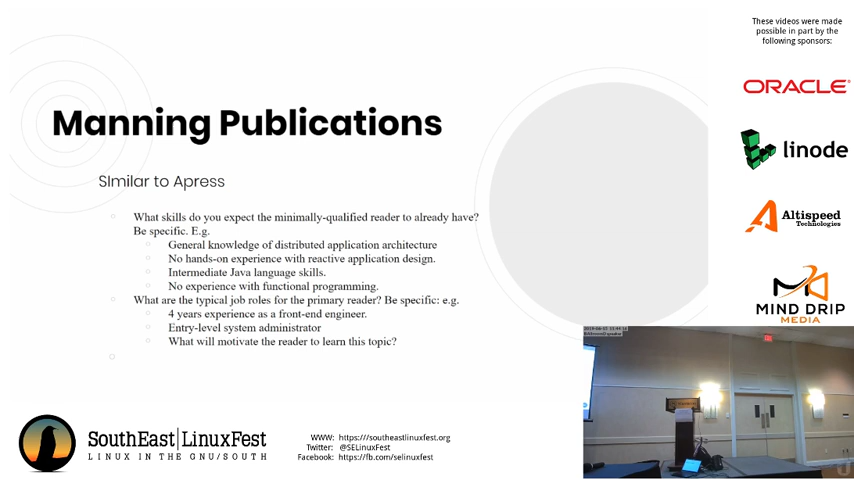 These videos were made
possible in part by the
following sponsors:
ORACLE
linode
Altispeed
Technologies
MIND DRIP
MEDIA
Manning Publications
SImilar to Apress
What skills do you expect the minimally-qualified reader to already have?
Be specific. E.g.
General knowledge of distributed application architecture
No hands-on experience with reactive application design.
Intermediate Java language skills.
No experience with functional programming.
What are the typical job roles for the primary reader? Be specific: e.g.
4 years experience as a front-end engineer.
Entry-level system administrator
What will motivate the reader to learn this topic?
SouthEast|LinuxFest
LINUX IN THE GNU/SOUTH
WWW: https:///southeastlinuxfest.org
Twitter: @SELinuxFest
Facebook: https://fb.com/selinuxfest